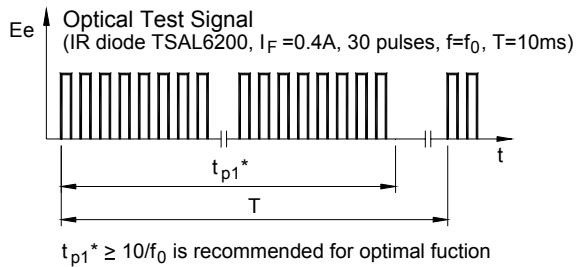 Ee
Optical Test Signal
(IR diode TSAL6200, I_F =0.4A, 30 pulses, f=f_0, T=10ms)
t
t_p1*
T
t_p1* ≥ 10/f_0 is recommended for optimal fuction